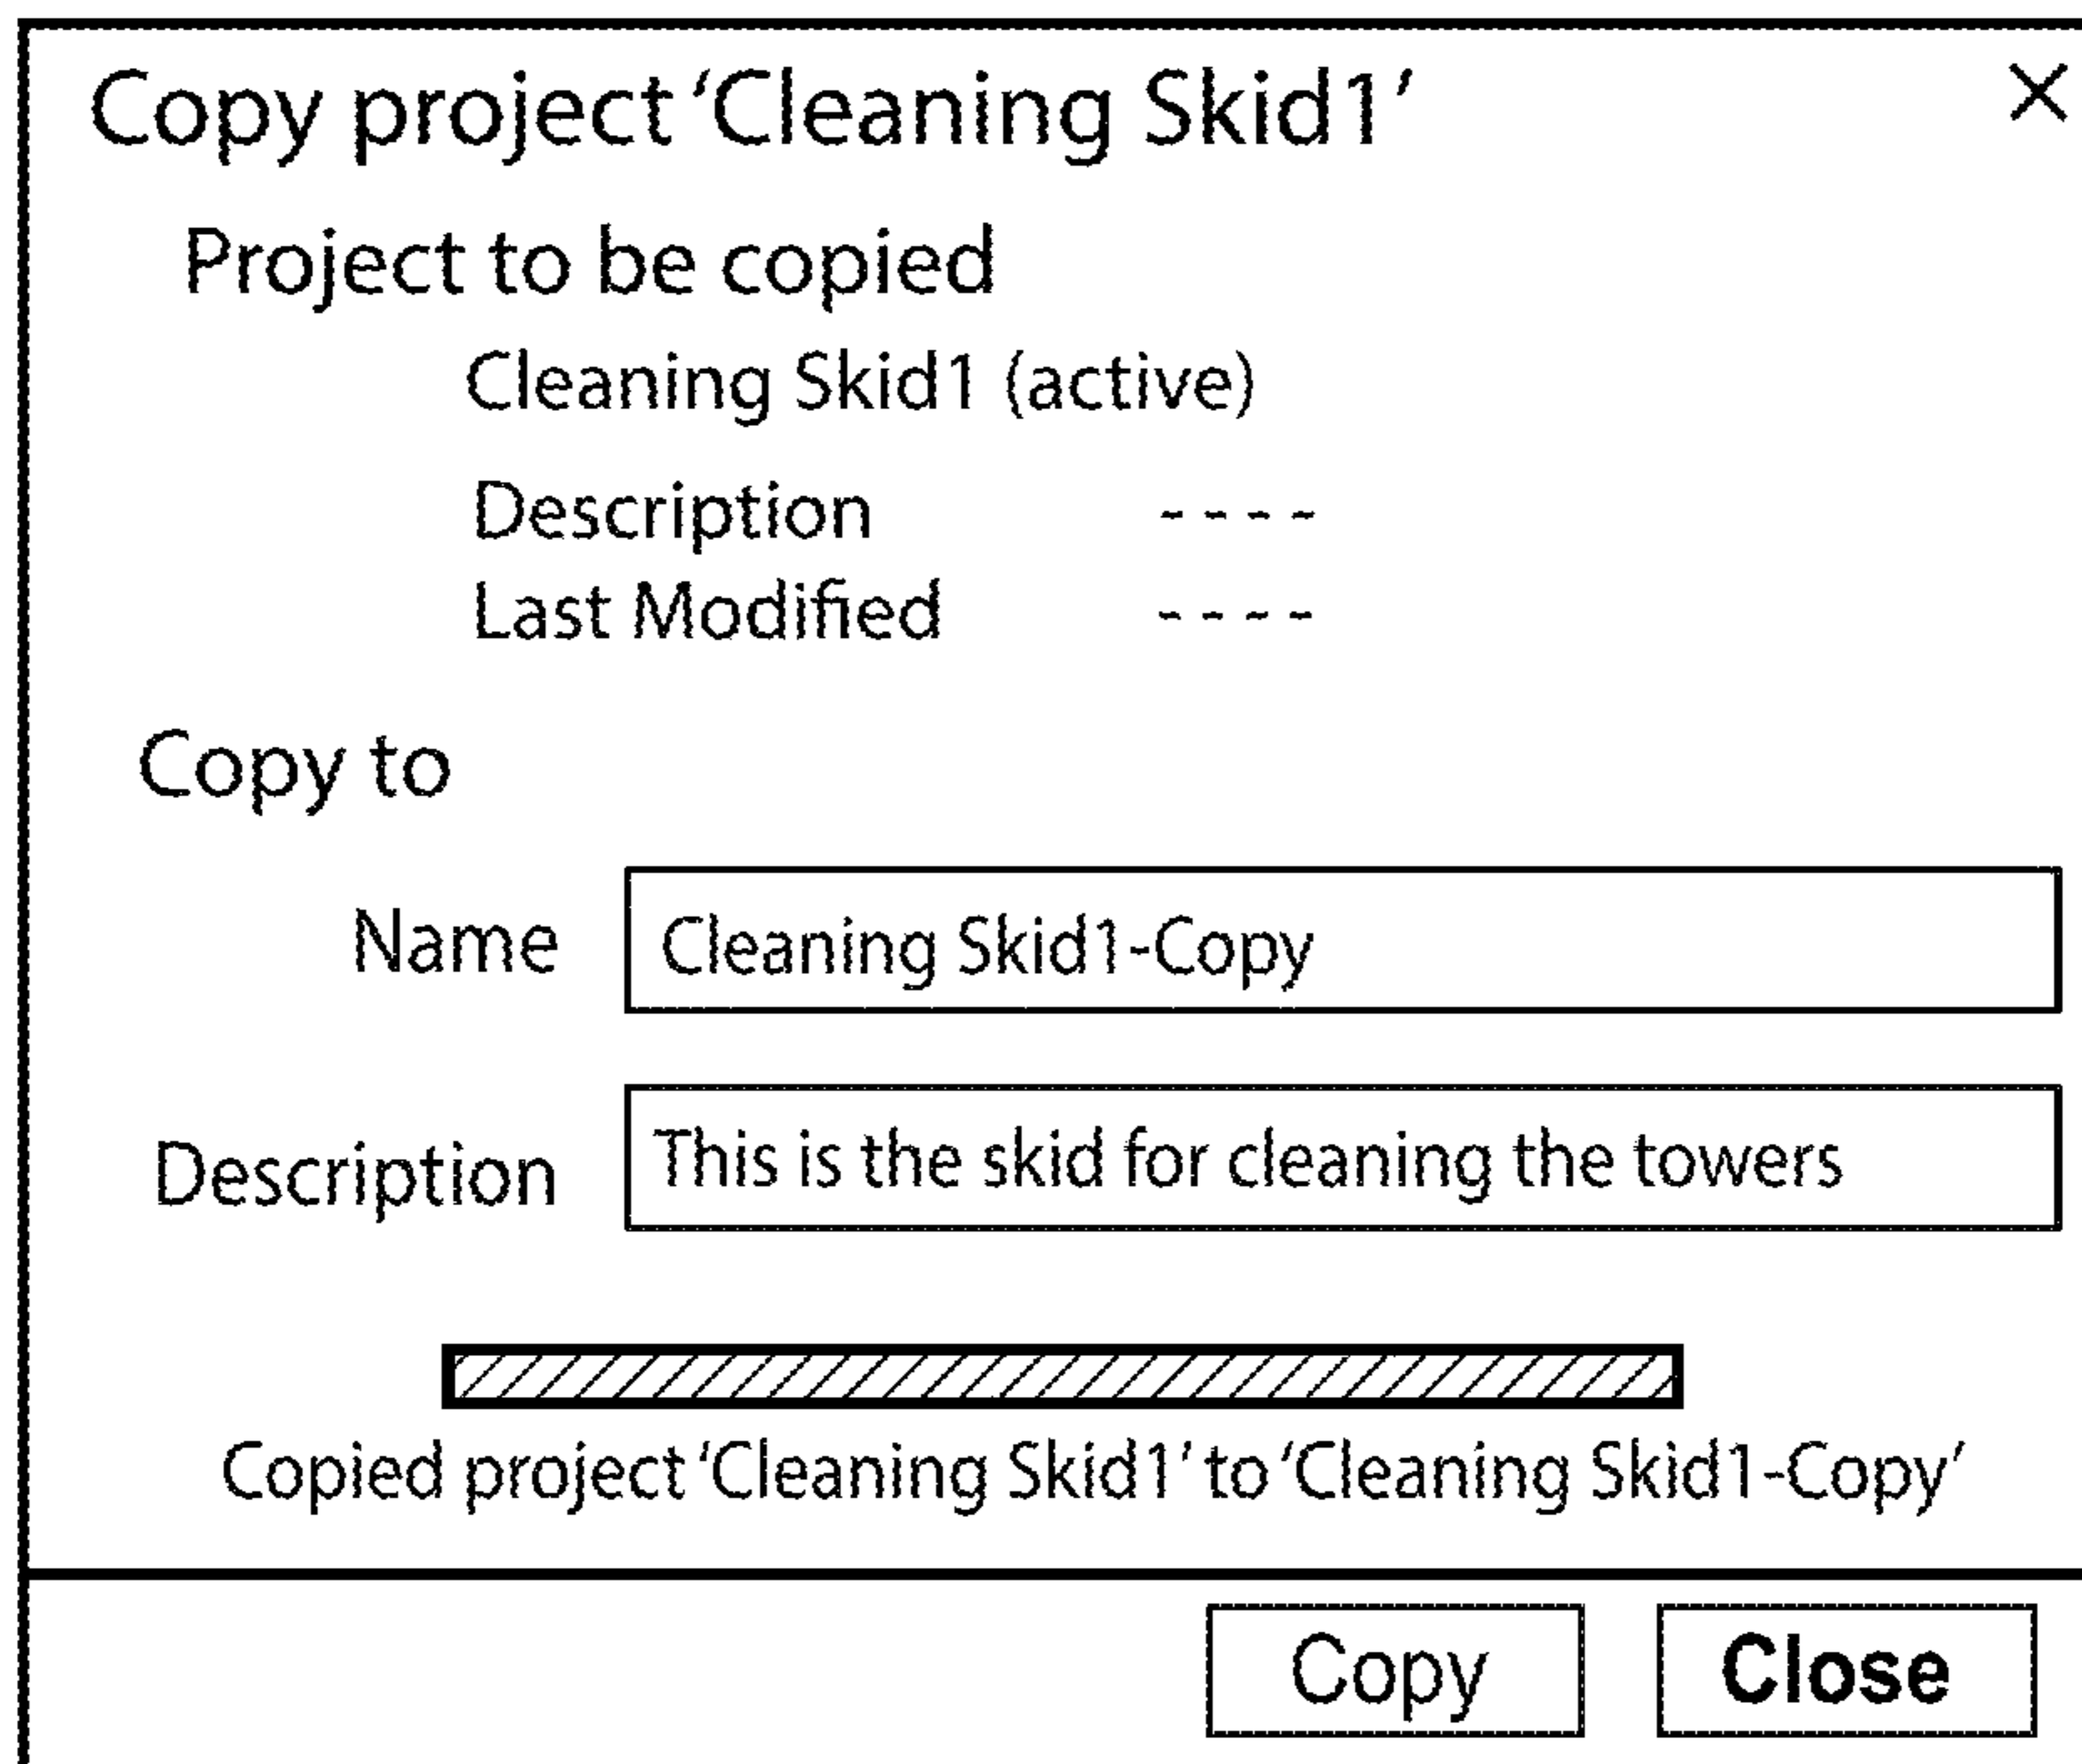 Copy project 'Cleaning Skid1' ×
Project to be copied
Cleaning Skid1 (active)
Description - - - -
Last Modified - - - -
Copy to
Name Cleaning Skid1-Copy
Description This is the skid for cleaning the towers
Copied project 'Cleaning Skid1' to 'Cleaning Skid1-Copy'
Copy Close